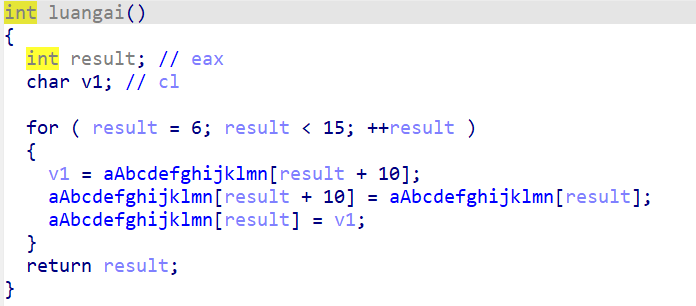 int luangai()
{
  int result; // eax
  char v1; // cl

  for ( result = 6; result < 15; ++result )
  {
    v1 = aAbcdefghijklmn[result + 10];
    aAbcdefghijklmn[result + 10] = aAbcdefghijklmn[result];
    aAbcdefghijklmn[result] = v1;
  }
  return result;
}